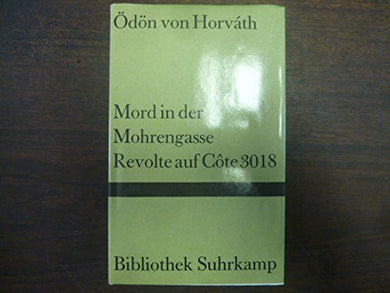 Ödön von Horváth
Mord in der
Mohrengasse
Revolte auf Côte 3018
Bibliothek Suhrkamp